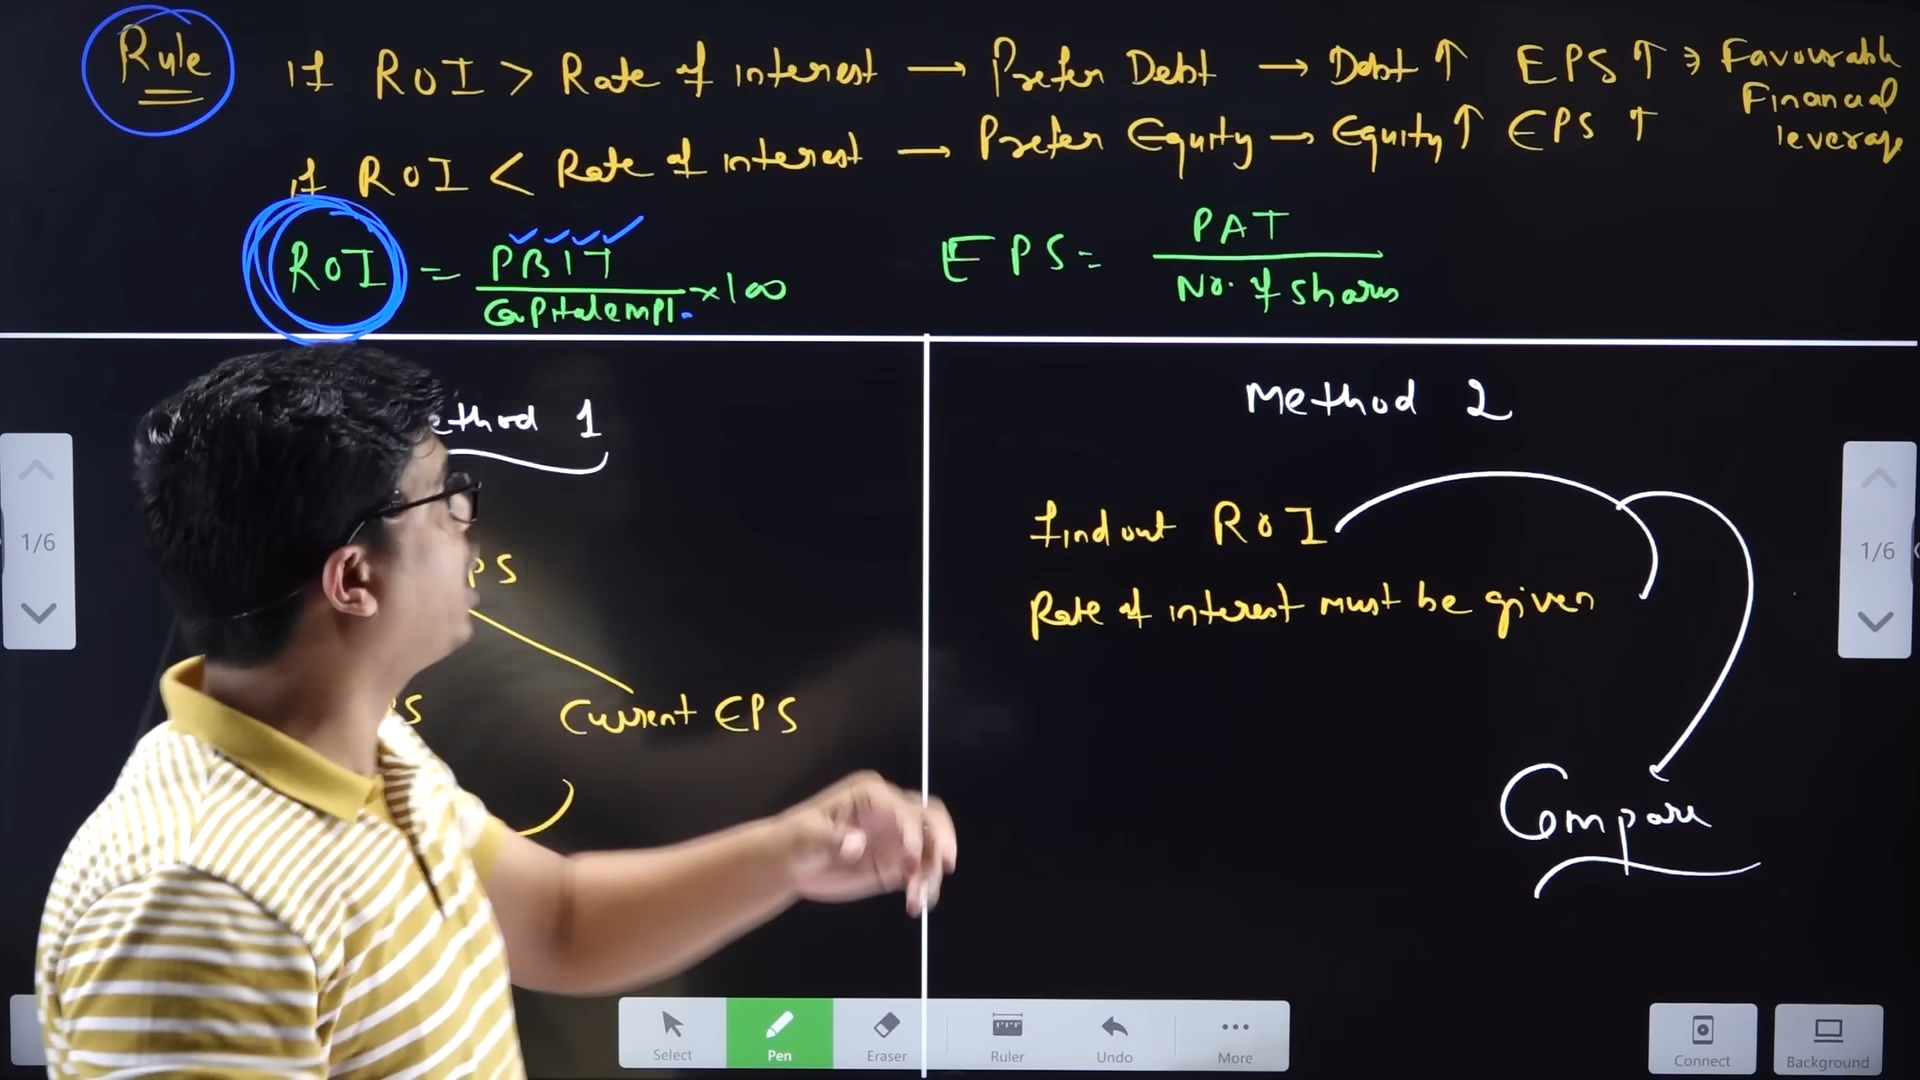 Rule
If ROI > Rate of interest → Prefer Debt → Debt ↑ EPS ↑ ⇒ Favourable
Financial
leverage
if ROI < Rate of interest → Prefer Equity → Equity ↑ EPS ↑
ROI = PBIT
Capital empl. × 100
EPS = PAT
No. of shares
ethod 1
PS
S
Current EPS
Method 2
find out ROI
Rate of interest must be given
Compare
1/6
1/6
Select
Pen
Eraser
Ruler
Undo
More
Connect
Background